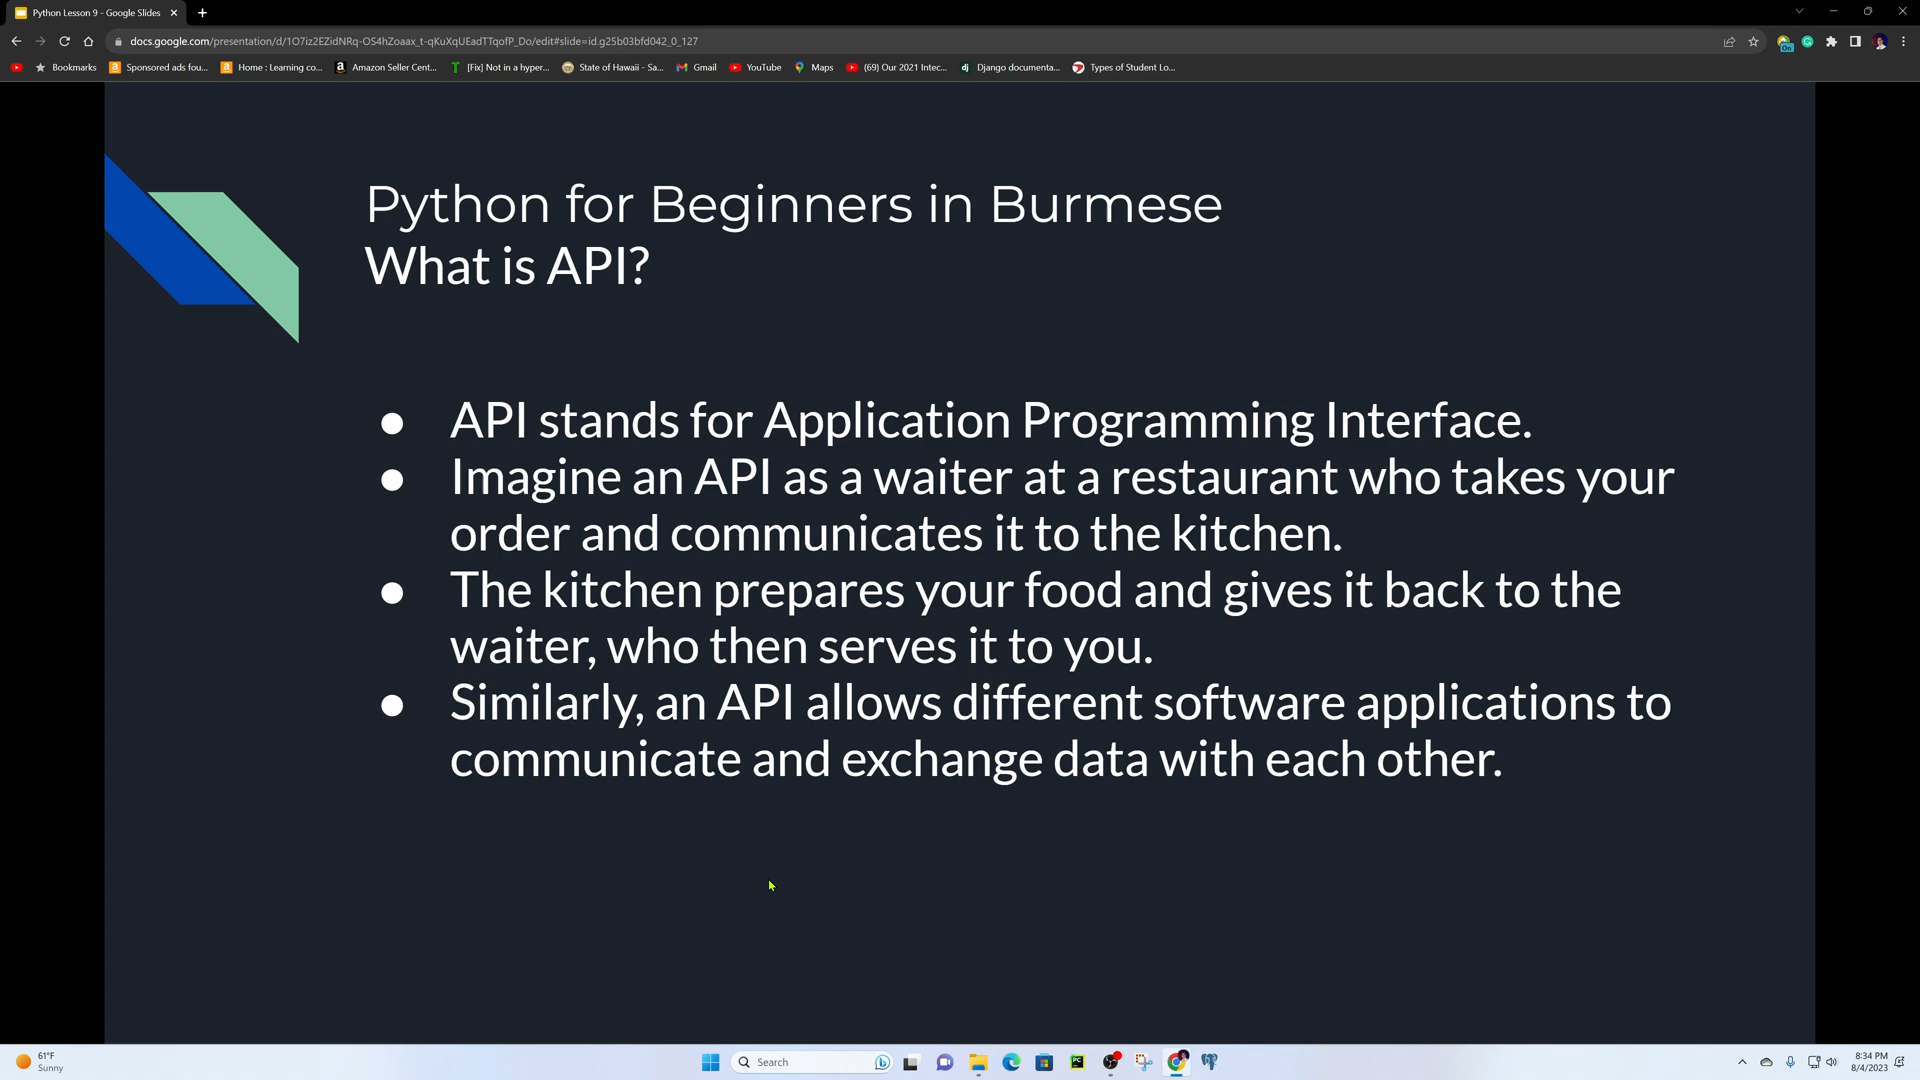 Python Lesson 9 - Google Slides
docs.google.com/presentation/d/1O7iz2EZidNRq-OS4hZoaax_t-qKuXqUEadTTqofP_Do/edit#slide=id.g25b03bfd042_0_127
Bookmarks
Sponsored ads fou...
Home : Learning co...
Amazon Seller Cent...
[Fix] Not in a hyper...
State of Hawaii - Sa...
Gmail
YouTube
Maps
(69) Our 2021 Intec...
Django documenta...
Types of Student Lo...
Python for Beginners in Burmese
What is API?
● API stands for Application Programming Interface.
● Imagine an API as a waiter at a restaurant who takes your
order and communicates it to the kitchen.
● The kitchen prepares your food and gives it back to the
waiter, who then serves it to you.
● Similarly, an API allows different software applications to
communicate and exchange data with each other.
61°F
Sunny
Search
8:34 PM
8/4/2023